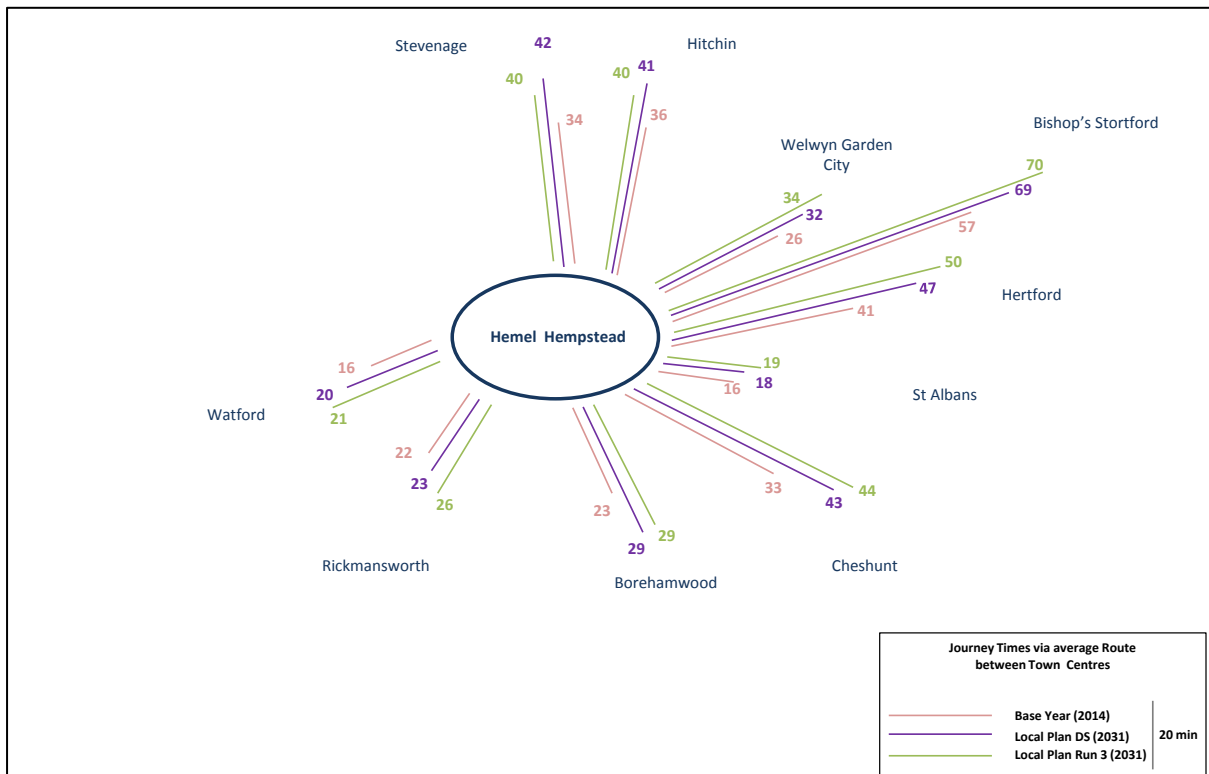 Stevenage
42
Hitchin
40
40
41
34
36
Bishop's Stortford
Welwyn Garden
City
70
34
32
69
26
57
50
Hertford
47
41
Hemel Hempstead
16
19
20
16
18
St Albans
Watford
21
22
23
33
44
26
23
43
29
29
Rickmansworth
Borehamwood
Cheshunt
Journey Times via average Route
between Town Centres
Base Year (2014)
Local Plan DS (2031)
20 min
Local Plan Run 3 (2031)